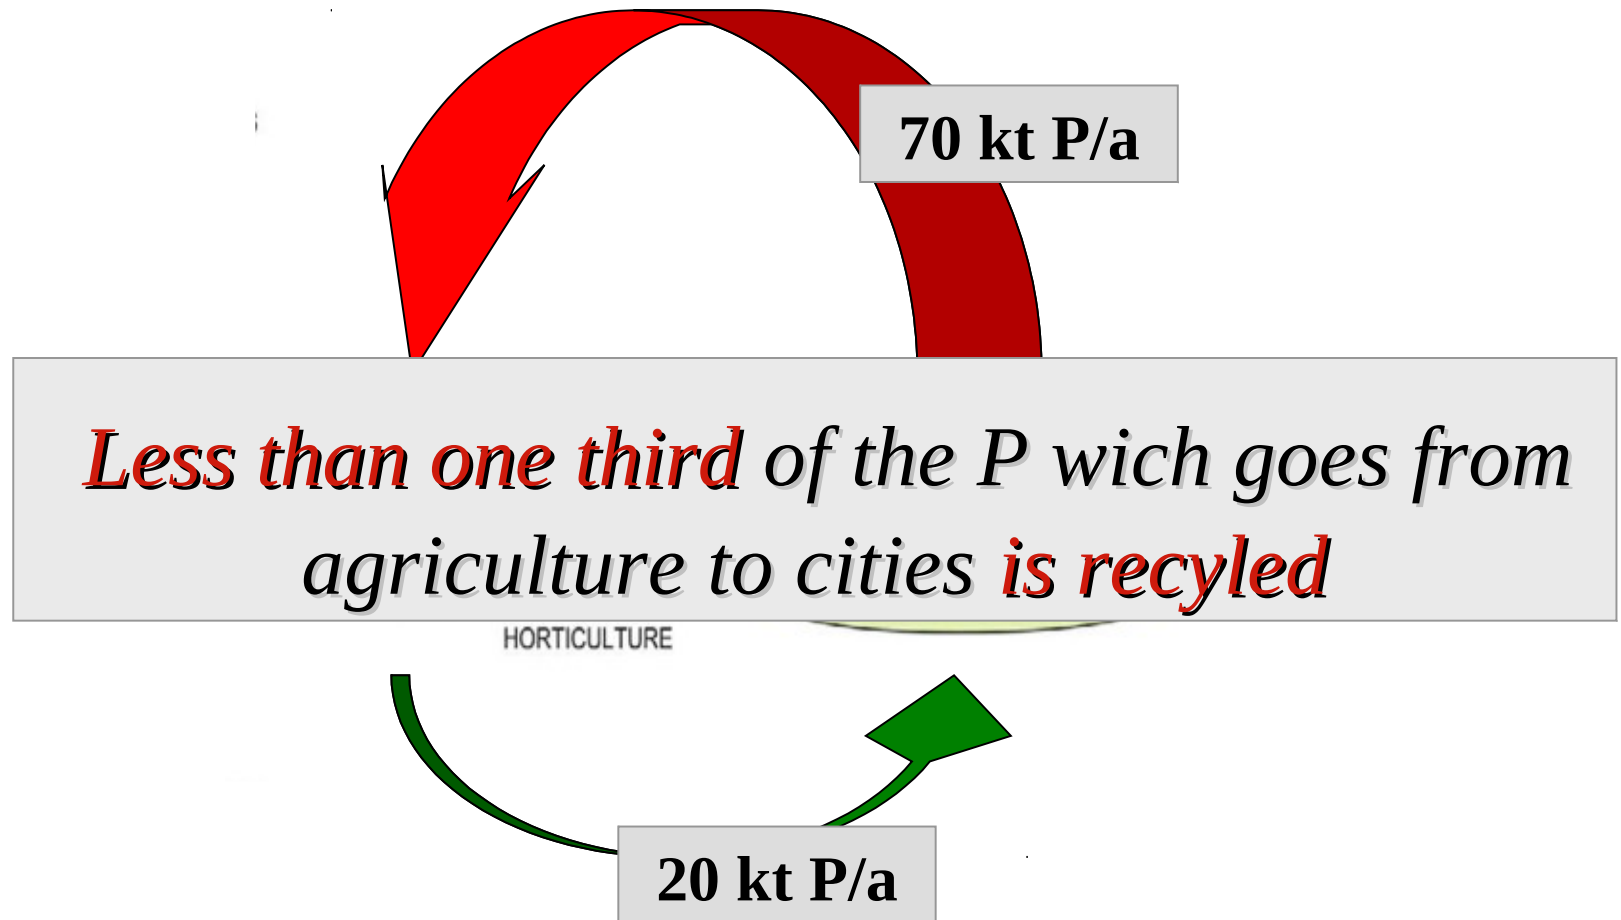 70 kt P/a
Less than one third of the P wich goes from
agriculture to cities is recyled
HORTICULTURE
20 kt P/a